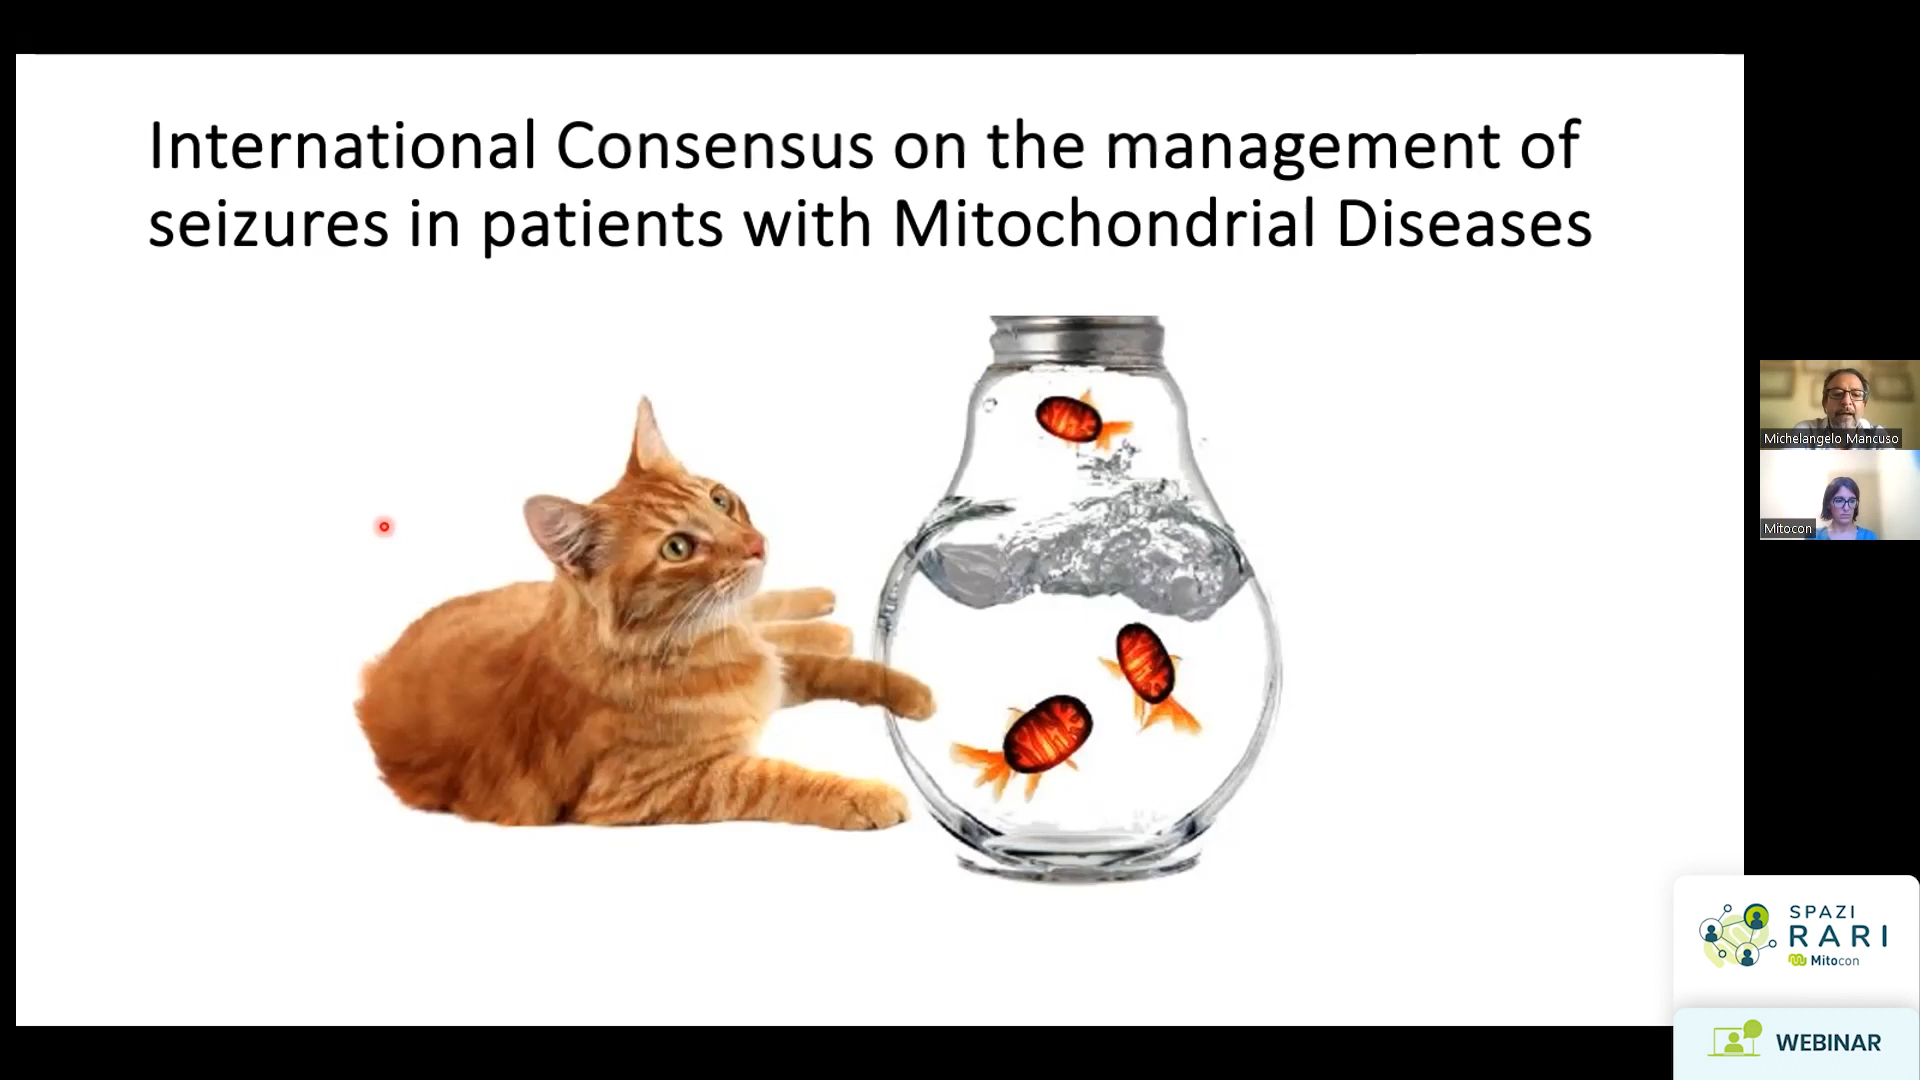 International Consensus on the management of
seizures in patients with Mitochondrial Diseases
Michelangelo Mancuso
Mitocon
SPAZI
RARI
Mitocon
WEBINAR